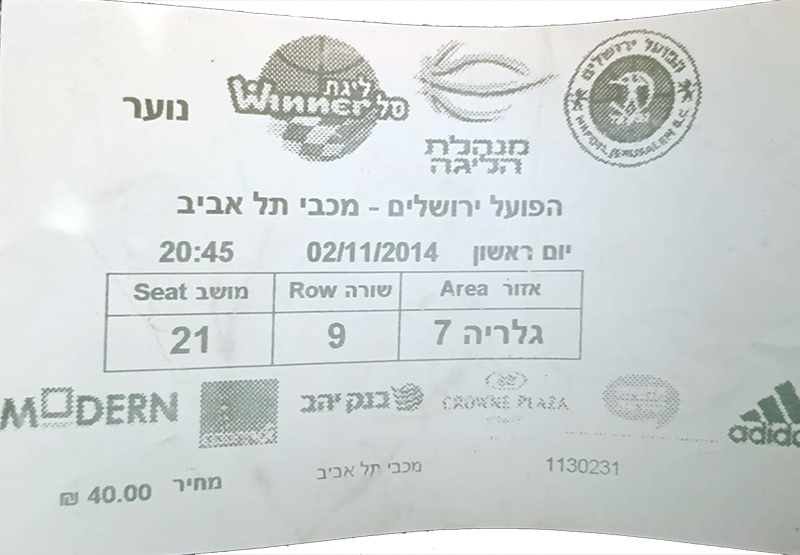 הפועל ירושלים
HAPOEL JERUSALEM B.C.
מנהלת
הליגה
ליגת
Winner סל
נוער
הפועל ירושלים - מכבי תל אביב
יום ראשון 02/11/2014 20:45
אזור Area שורה Row מושב Seat
גלריה 7 9 21
MODERN בנק יהב CROWNE PLAZA adidas
מחיר 40.00 ₪ מכבי תל אביב 1130231